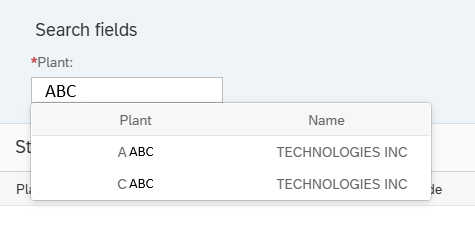 Search fields
*Plant:
ABC
Plant Name
A ABC TECHNOLOGIES INC
C ABC TECHNOLOGIES INC